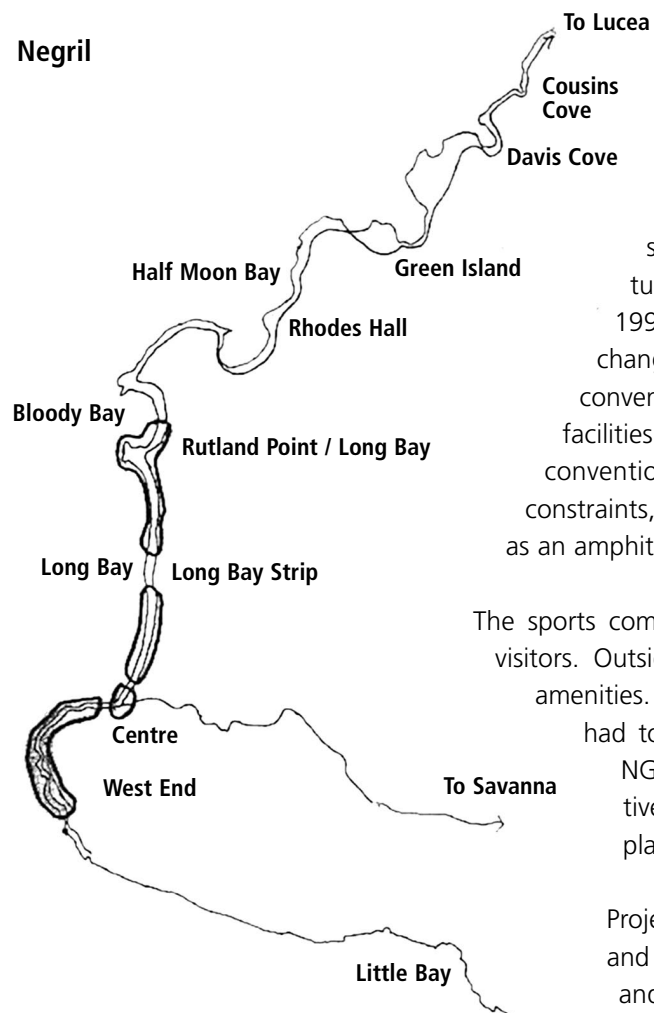 Negril
To Lucea
Cousins
Cove
Davis Cove
Green Island
Half Moon Bay
Rhodes Hall
Bloody Bay
Rutland Point / Long Bay
Long Bay
Long Bay Strip
Centre
West End
To Savanna
Little Bay
s
tu
199
conver
facilities
conventio
constraints,
as an amphit
The sports com
visitors. Outsi
amenities.
had to
NG
tive
pla
Proje
and
and